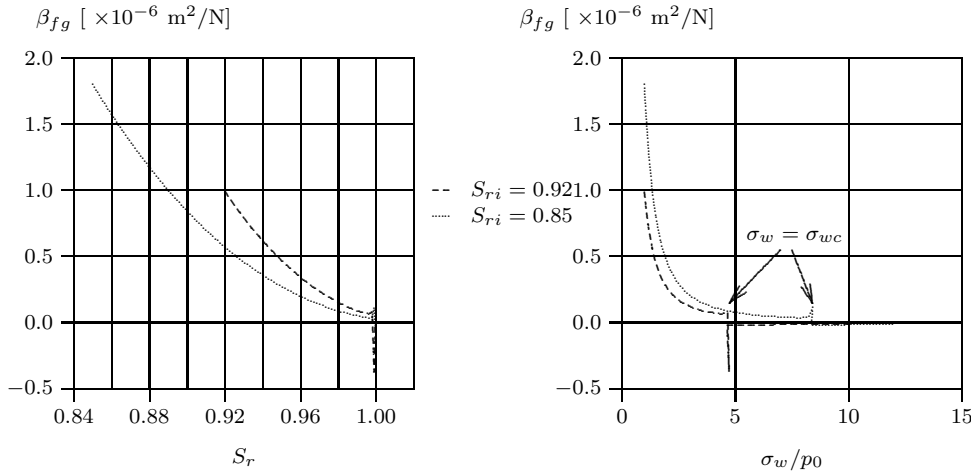 β_fg [ ×10⁻⁶ m²/N]
2.0
1.5
1.0
0.5
0.0
−0.5
0.84 0.88 0.92 0.96 1.00
S_r
S_ri = 0.92
S_ri = 0.85
β_fg [ ×10⁻⁶ m²/N]
2.0
1.5
1.0
0.5
0.0
−0.5
σ_w = σ_wc
0 5 10 15
σ_w/p_0